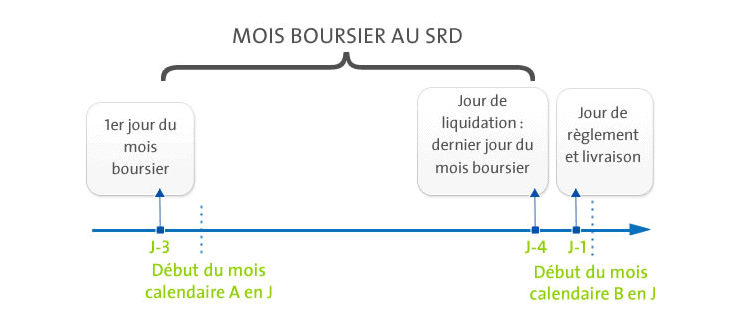 MOIS BOURSIER AU SRD
1er jour du
mois
boursier
Jour de
liquidation :
dernier jour du
mois boursier
Jour de
règlement
et livraison
J-3
J-4
J-1
Début du mois
calendaire A en J
Début du mois
calendaire B en J